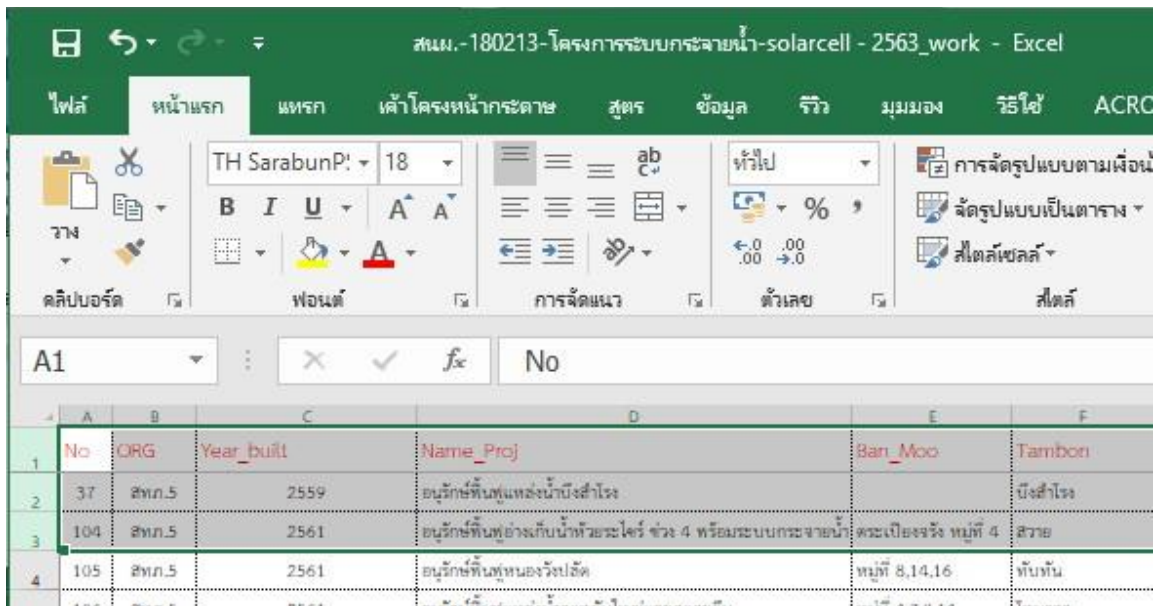 สนผ.-180213-โครงการระบบกระจายน้ำ-solarcell - 2563_work - Excel
ไฟล์ หน้าแรก แทรก เค้าโครงหน้ากระดาษ สูตร ข้อมูล รีวิว มุมมอง วิธีใช้ ACRO
TH SarabunP: 18 ab ทั่วไป การจัดรูปแบบตามเงื่อน
วาง B I U A A % , จัดรูปแบบเป็นตาราง
A .00 .0 .00 .0 สไตล์เซลล์
คลิปบอร์ด ฟอนต์ การจัดแนว ตัวเลข สไตล์
A1 fx No
A B C D E F
1 No ORG Year_built Name_Proj Ban_Moo Tambon
2 37 สทภ.5 2559 อนุรักษ์ฟื้นฟูแหล่งน้ำบึงสำโรง บึงสำโรง
3 104 สทภ.5 2561 อนุรักษ์ฟื้นฟูอ่างเก็บน้ำห้วยระไซร์ ช่วง 4 พร้อมระบบกระจายน้ำ ตระเปียงจรัง หมู่ที่ 4 สวาย
4 105 สทภ.5 2561 อนุรักษ์ฟื้นฟูหนองวังปลัด หมู่ที่ 8,14,16 ทับทัน